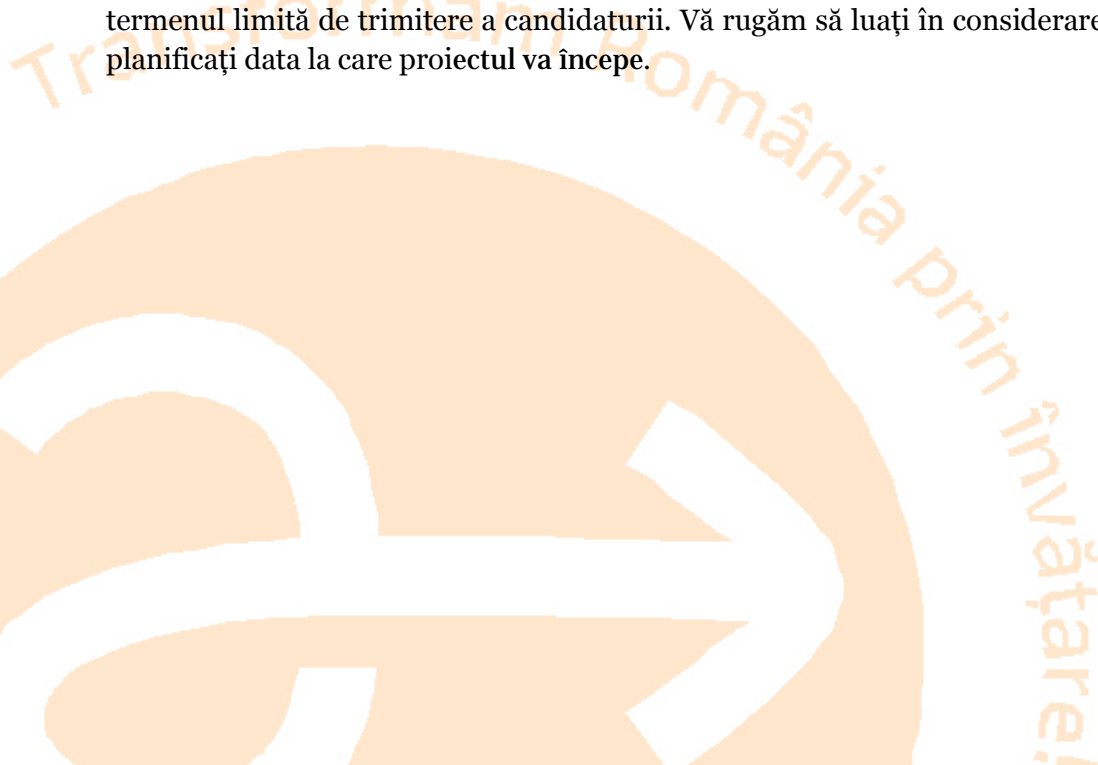 termenul limită de trimitere a candidaturii. Vă rugăm să luați în considerare
planificați data la care proiectul va începe.
Transformăm România prin învățare!